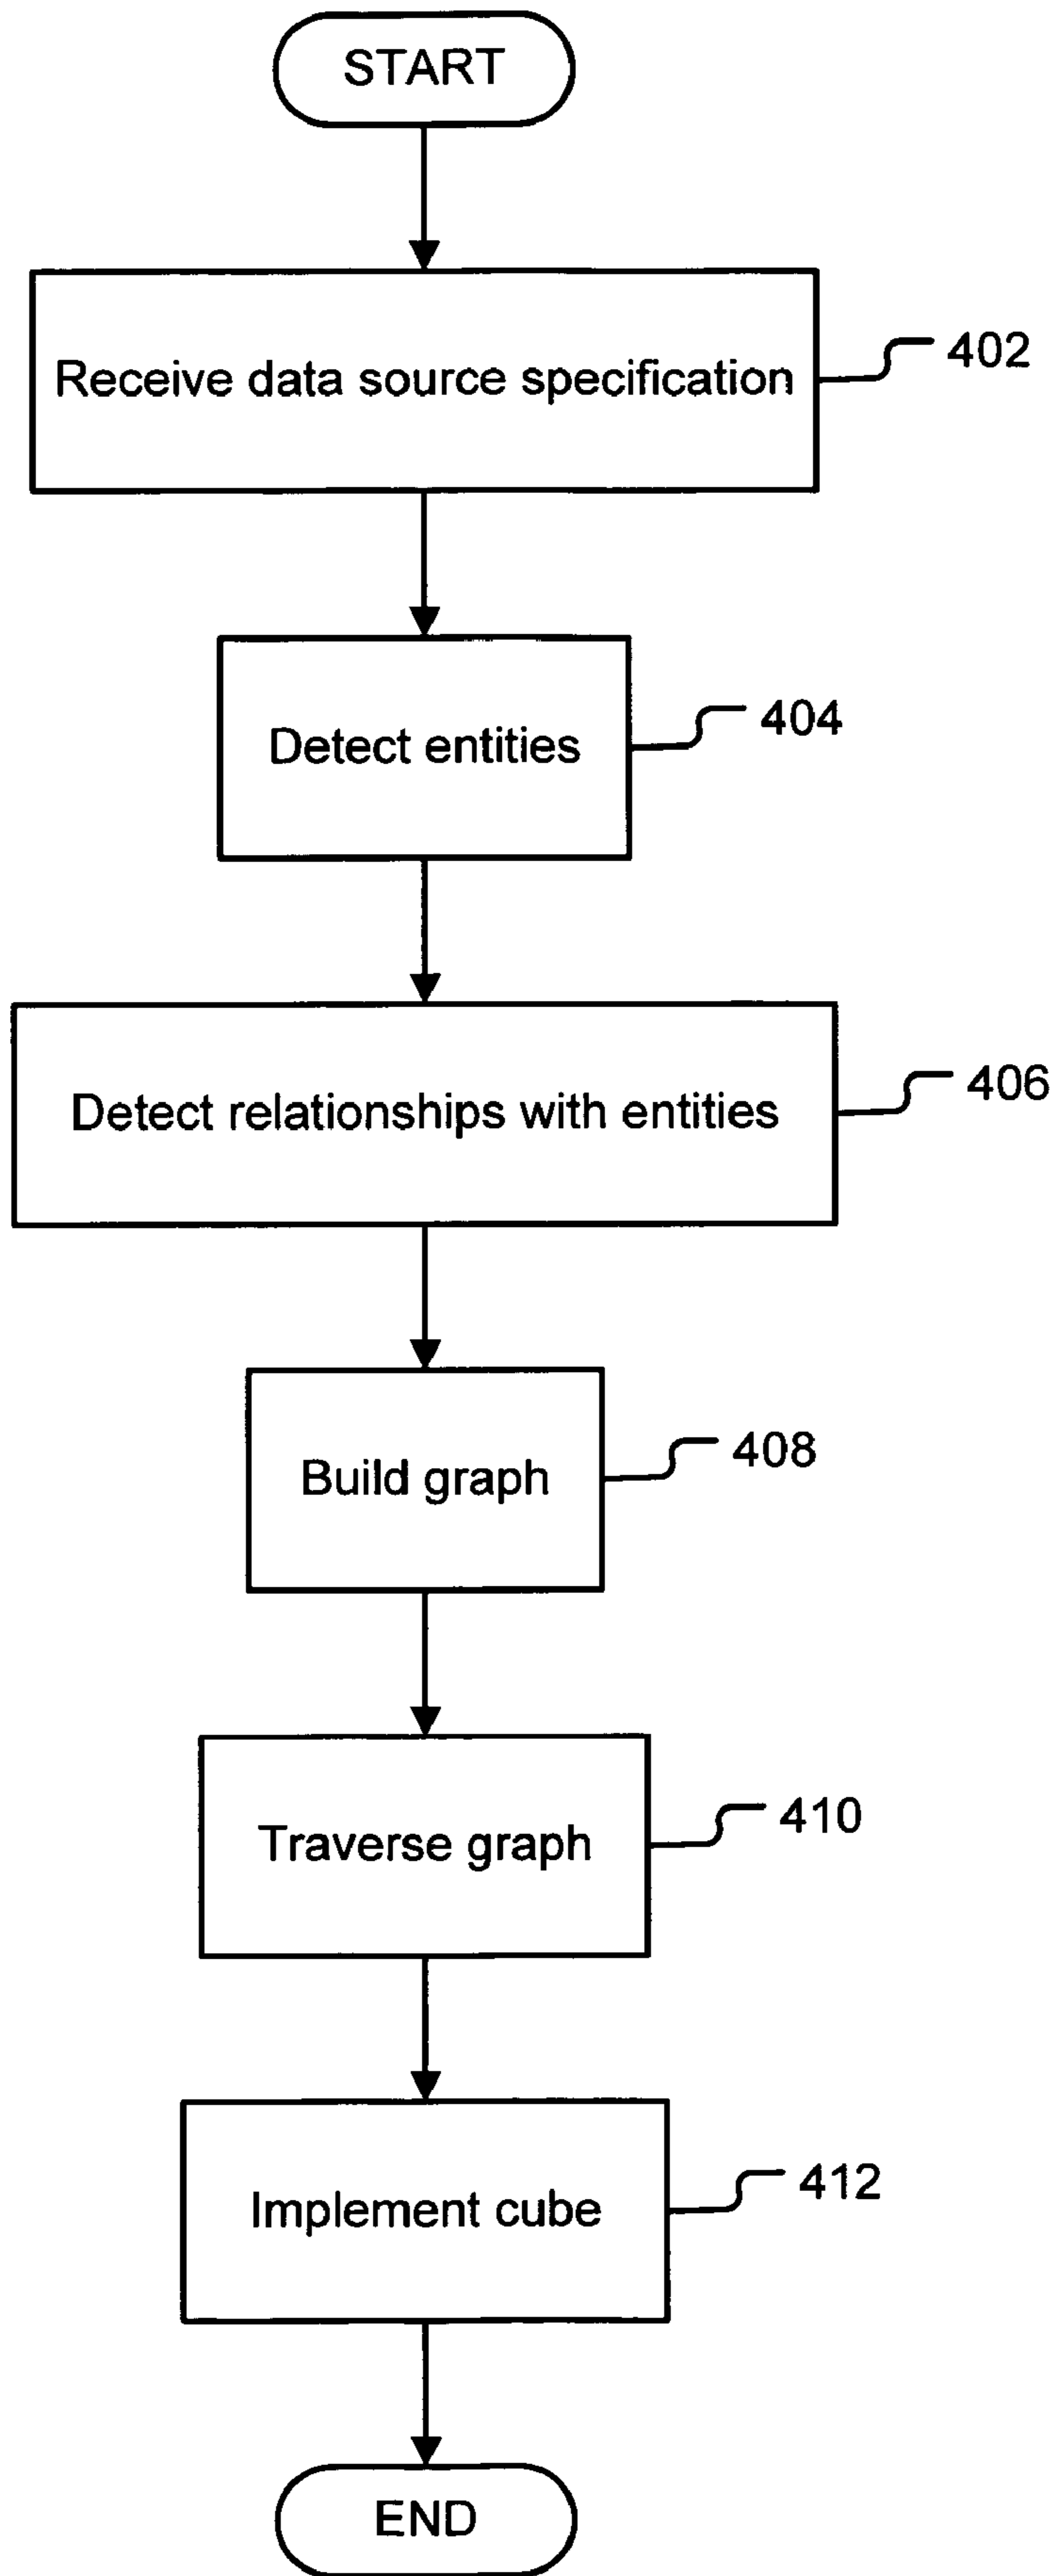 START
Receive data source specification
402
Detect entities
404
Detect relationships with entities
406
Build graph
408
Traverse graph
410
Implement cube
412
END